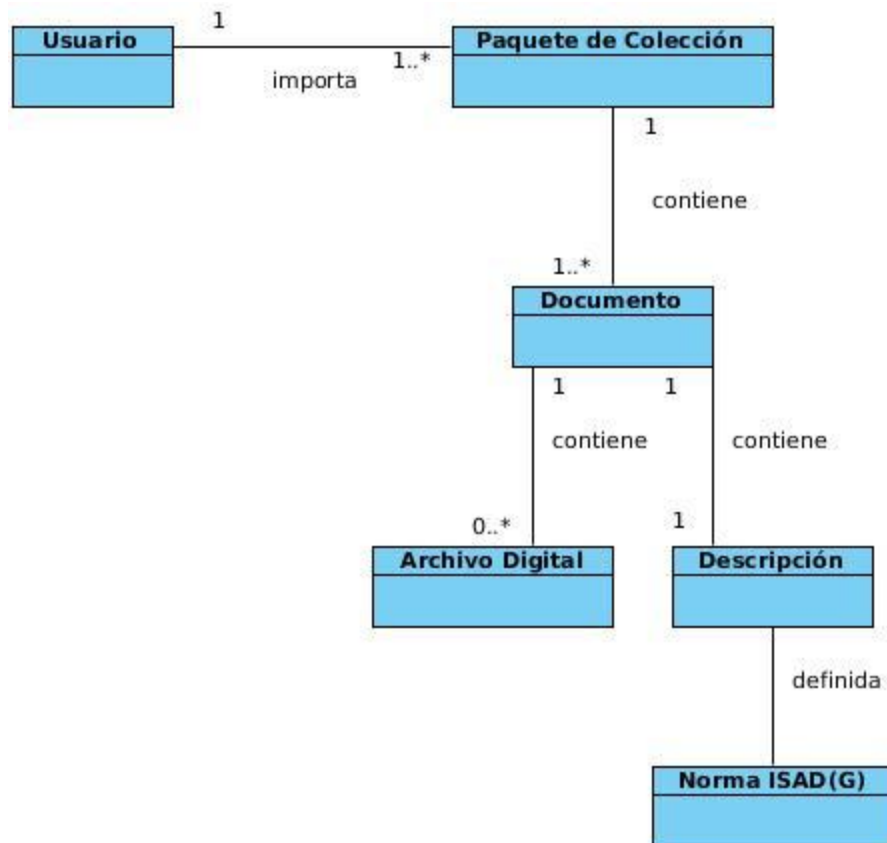 1
Usuario
Paquete de Colección
1..*
importa
1
contiene
1..*
Documento
1
1
contiene
contiene
0..*
1
Archivo Digital
Descripción
definida
Norma ISAD(G)